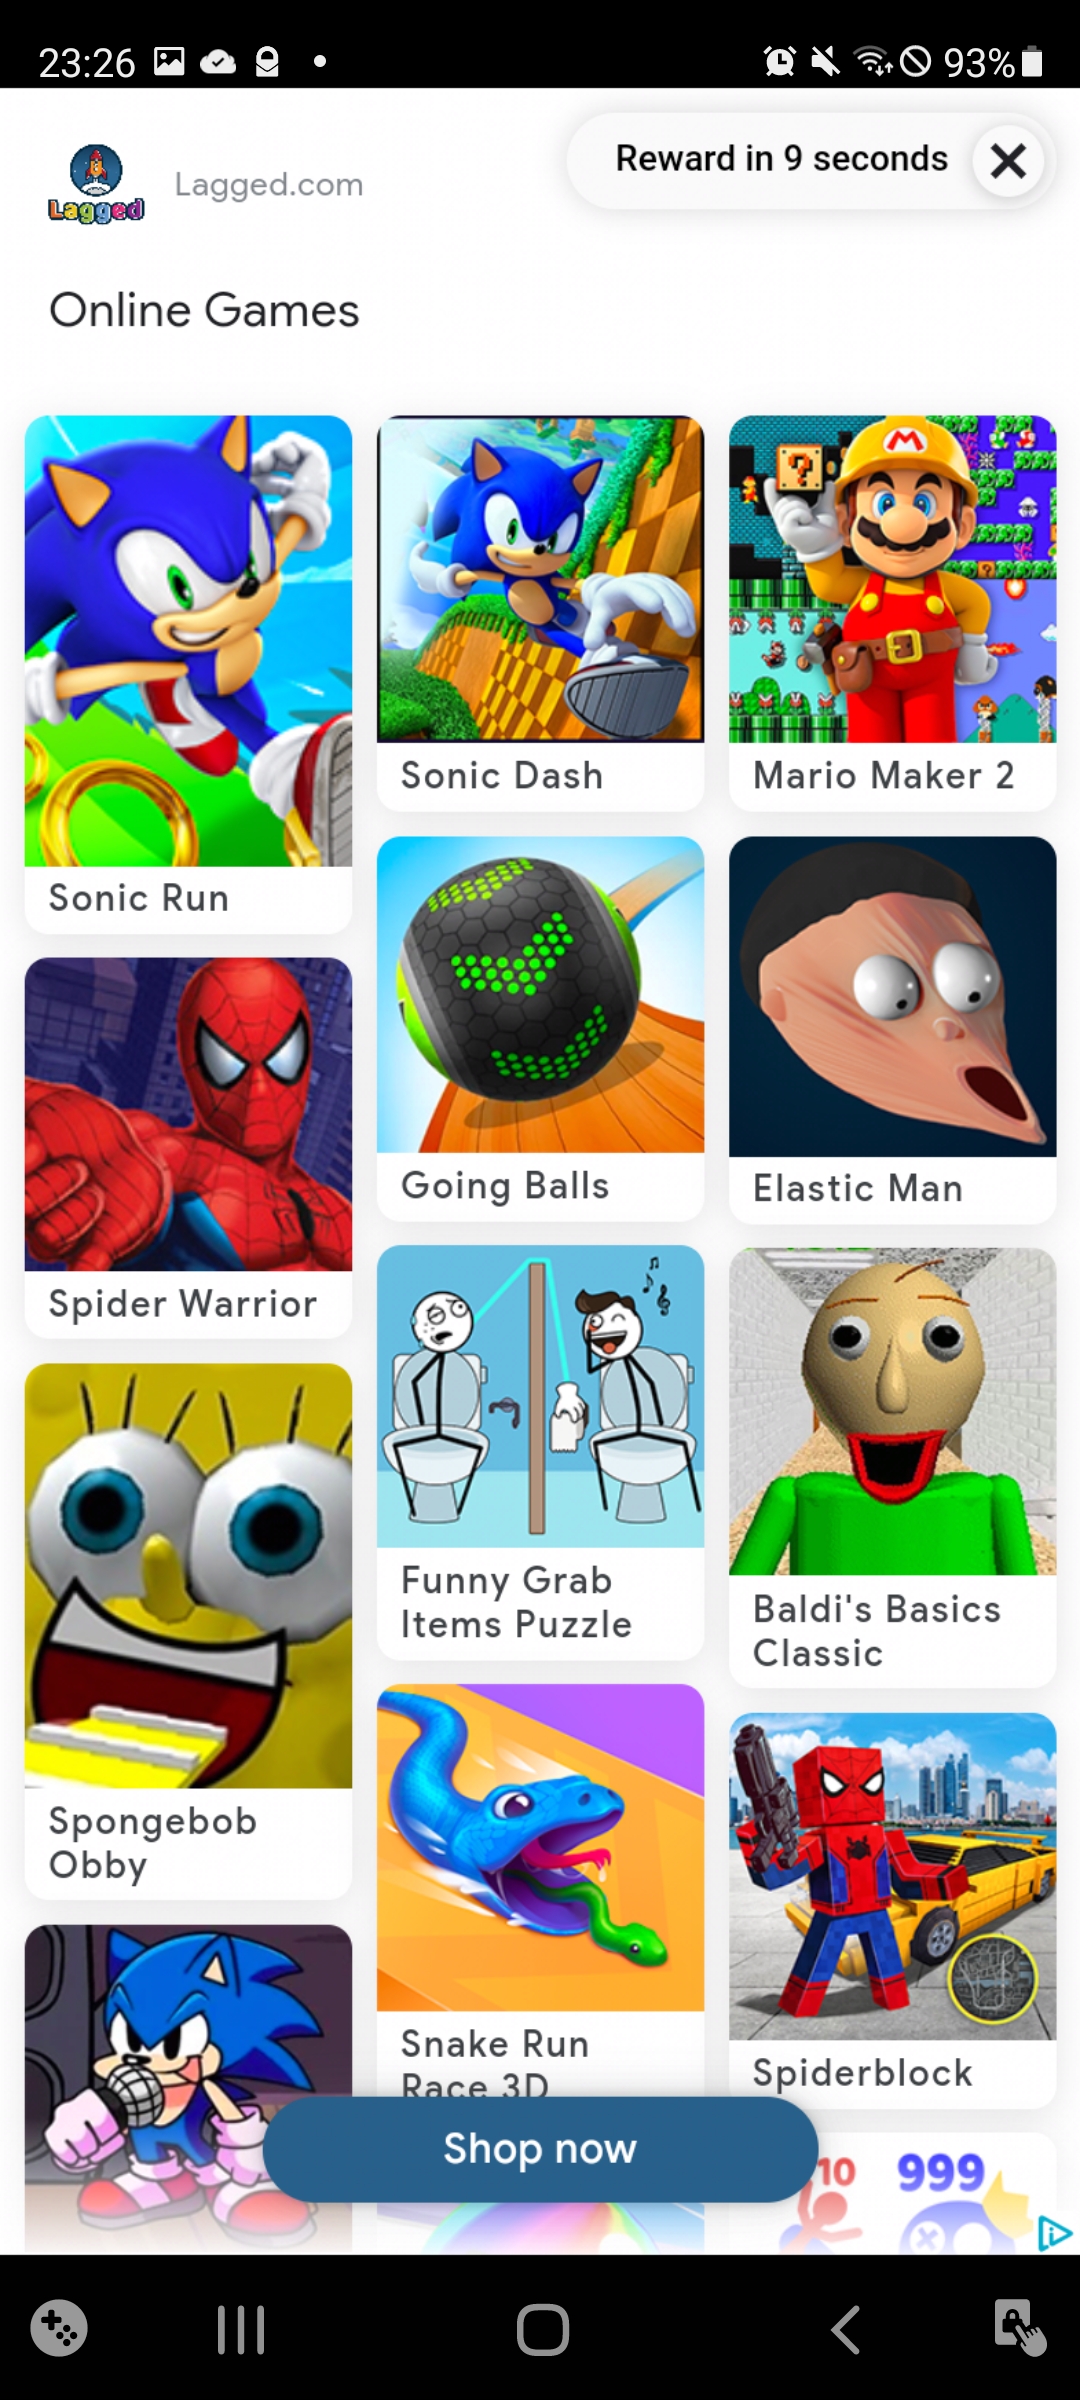 23:26
93%
Lagged
Lagged.com
Reward in 9 seconds
Online Games
Sonic Run
Sonic Dash
Mario Maker 2
Spider Warrior
Going Balls
Elastic Man
Spongebob
Obby
Funny Grab
Items Puzzle
Baldi's Basics
Classic
Snake Run
Race 3D
Spiderblock
Shop now
10
999